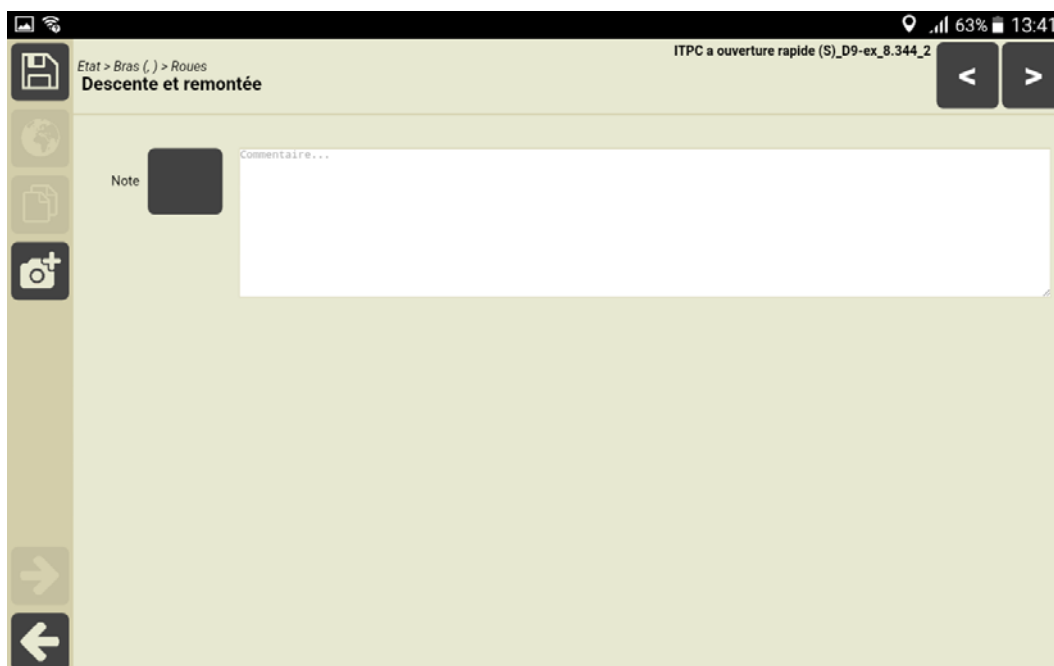 63% 13:41
Etat > Bras (, ) > Roues
Descente et remontée
ITPC a ouverture rapide (S)_D9-ex_8.344_2
< >
Note
Commentaire...